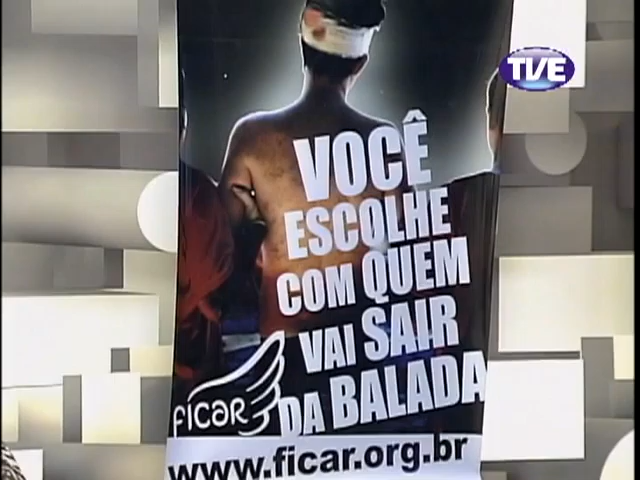 TVE
VOCÊ
ESCOLHE
COM QUEM
VAI SAIR
DA BALADA
FICAR
www.ficar.org.br